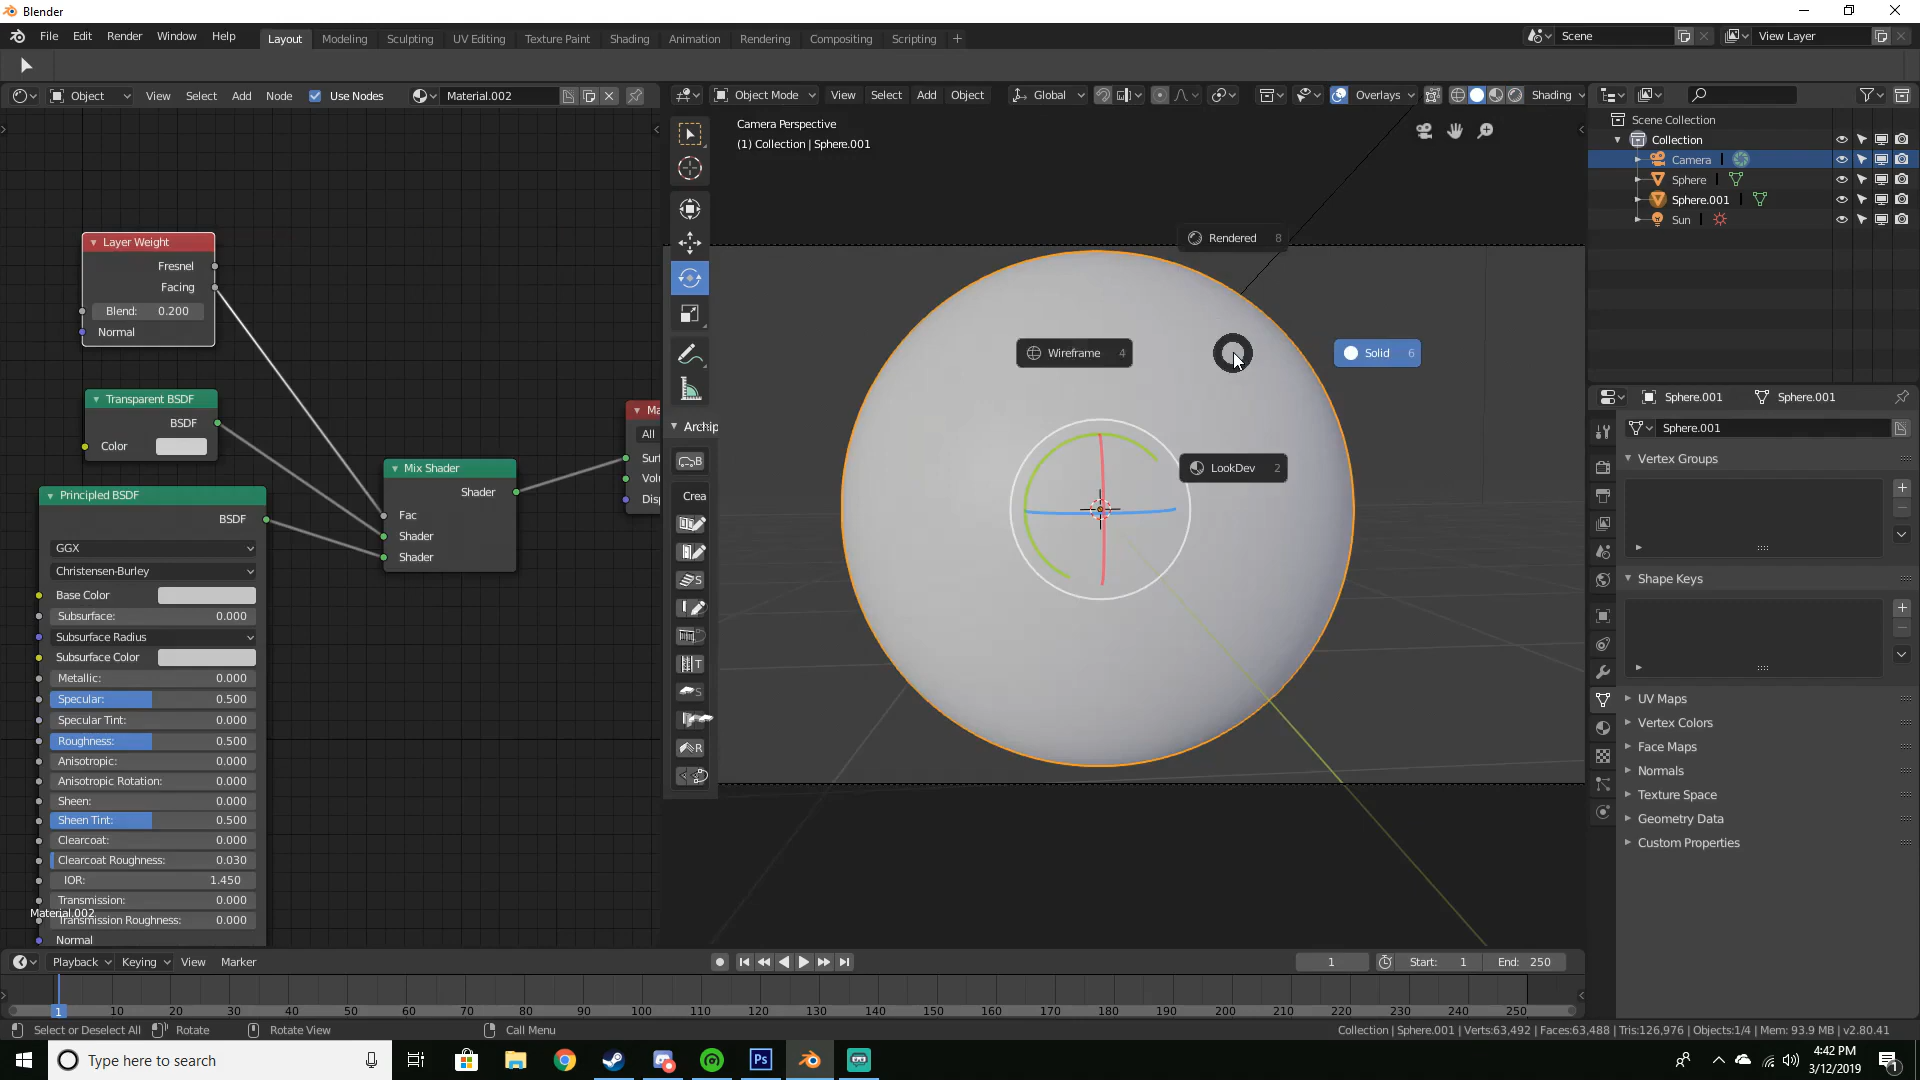 Blender
File Edit Render Window Help
Layout Modeling Sculpting UV Editing Texture Paint Shading Animation Rendering Compositing Scripting
Scene
View Layer
Object View Select Add Node Use Nodes Material.002
Object Mode View Select Add Object Global Overlays Shading
Camera Perspective
(1) Collection | Sphere.001
Scene Collection
Collection
Camera
Sphere
Sphere.001
Sun
Layer Weight
Fresnel
Facing
Blend: 0.200
Normal
Transparent BSDF
BSDF
Color
Principled BSDF
BSDF
GGX
Christensen-Burley
Base Color
Subsurface: 0.000
Subsurface Radius
Subsurface Color
Metallic: 0.000
Specular: 0.500
Specular Tint: 0.000
Roughness: 0.500
Anisotropic: 0.000
Anisotropic Rotation: 0.000
Sheen: 0.000
Sheen Tint: 0.500
Clearcoat: 0.000
Clearcoat Roughness: 0.030
IOR: 1.450
Transmission: 0.000
Transmission Roughness: 0.000
Material.002
Normal
Mix Shader
Shader
Fac
Shader
Shader
Ma
All
Surf
Volu
Disp
Archip
B
Crea
S
T
S
R
Rendered 8
Wireframe 4
Solid 6
LookDev 2
Sphere.001 Sphere.001
Sphere.001
Vertex Groups
Shape Keys
UV Maps
Vertex Colors
Face Maps
Normals
Texture Space
Geometry Data
Custom Properties
Playback Keying View Marker
1 Start: 1 End: 250
1 10 20 30 40 50 60 70 80 90 100 110 120 130 140 150 160 170 180 190 200 210 220 230 240 250
Select or Deselect All Rotate Rotate View Call Menu
Collection | Sphere.001 | Verts:63,492 | Faces:63,488 | Tris:126,976 | Objects:1/4 | Mem: 93.9 MB | v2.80.41
Type here to search
Ps
4:42 PM
3/12/2019
1